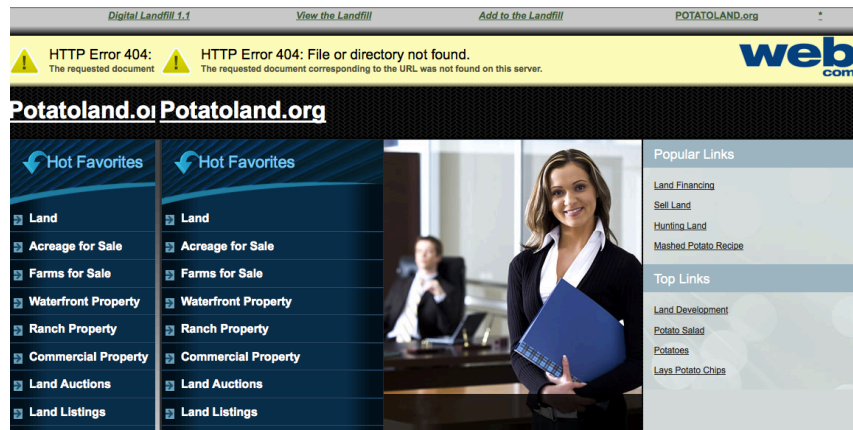 Digital Landfill 1.1 View the Landfill Add to the Landfill POTATOLAND.org *
HTTP Error 404: HTTP Error 404: File or directory not found.
The requested document The requested document corresponding to the URL was not found on this server.
web
com
Potatoland.or Potatoland.org
Hot Favorites Hot Favorites
Land Land
Acreage for Sale Acreage for Sale
Farms for Sale Farms for Sale
Waterfront Property Waterfront Property
Ranch Property Ranch Property
Commercial Property Commercial Property
Land Auctions Land Auctions
Land Listings Land Listings
Popular Links
Land Financing
Sell Land
Hunting Land
Mashed Potato Recipe
Top Links
Land Development
Potato Salad
Potatoes
Lays Potato Chips